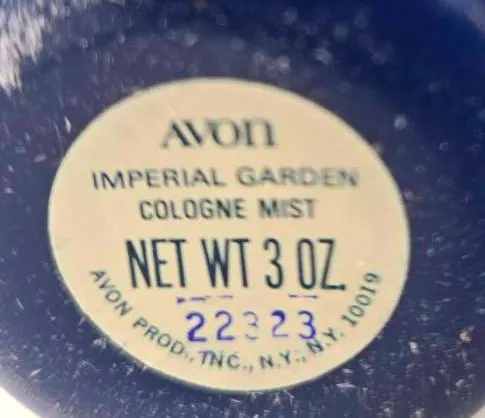 AVON
IMPERIAL GARDEN
COLOGNE MIST
NET WT 3 OZ.
22323
AVON PROD., INC., N.Y., N.Y. 10019